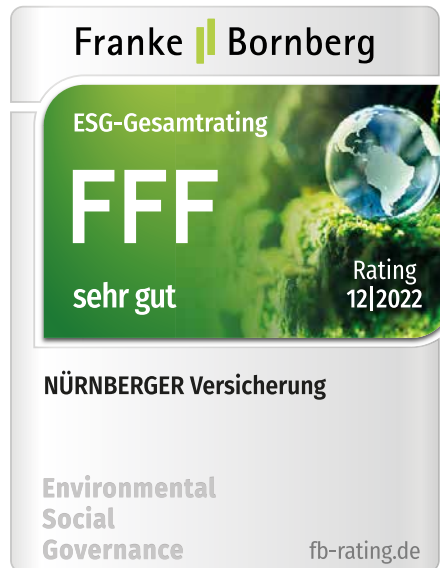 Franke Bornberg
ESG-Gesamtrating
FFF
sehr gut
Rating
12|2022
NÜRNBERGER Versicherung
Environmental
Social
Governance
fb-rating.de